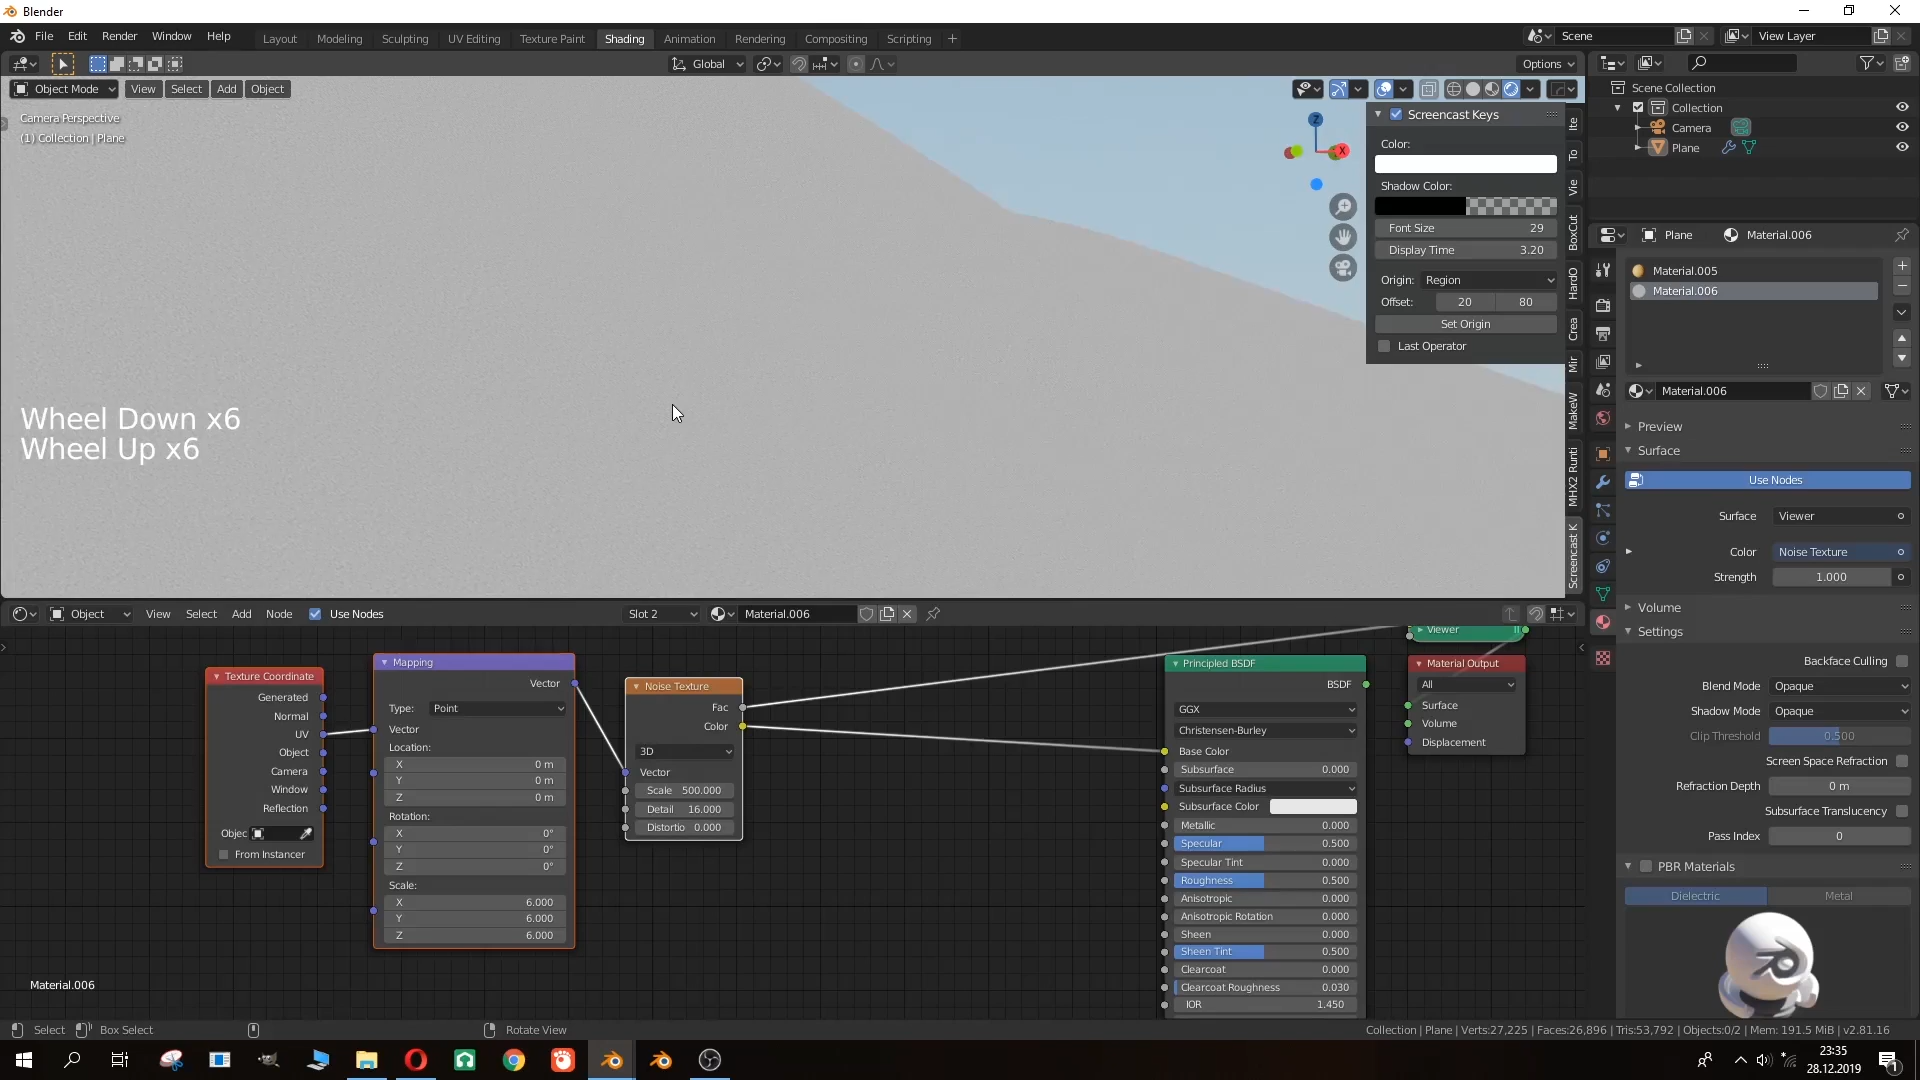 Blender
File Edit Render Window Help
Layout Modeling Sculpting UV Editing Texture Paint Shading Animation Rendering Compositing Scripting +
Scene
View Layer
Global
Options
Object Mode View Select Add Object
Camera Perspective
(1) Collection | Plane
Z
X
Wheel Down x6
Wheel Up x6
Screencast Keys
Color:
Shadow Color:
Font Size 29
Display Time 3.20
Origin: Region
Offset: 20 80
Set Origin
Last Operator
Ite
To
Vie
BoxCut
HardO
Crea
Mir
MakeW
MHX2 Runti
Screencast K
Scene Collection
Collection
Camera
Plane
Plane Material.006
Material.005
Material.006
Material.006
Preview
Surface
Use Nodes
Surface Viewer
Color Noise Texture
Strength 1.000
Volume
Settings
Backface Culling
Blend Mode Opaque
Shadow Mode Opaque
Clip Threshold 0.500
Screen Space Refraction
Refraction Depth 0 m
Subsurface Translucency
Pass Index 0
PBR Materials
Dielectric Metal
Object View Select Add Node Use Nodes Slot 2 Material.006
Texture Coordinate
Generated
Normal
UV
Object
Camera
Window
Reflection
Objec
From Instancer
Mapping
Vector
Type: Point
Vector
Location:
X 0 m
Y 0 m
Z 0 m
Rotation:
X 0°
Y 0°
Z 0°
Scale:
X 6.000
Y 6.000
Z 6.000
Noise Texture
Fac
Color
3D
Vector
Scale 500.000
Detail 16.000
Distortio 0.000
Principled BSDF
BSDF
GGX
Christensen-Burley
Base Color
Subsurface 0.000
Subsurface Radius
Subsurface Color
Metallic 0.000
Specular 0.500
Specular Tint 0.000
Roughness 0.500
Anisotropic 0.000
Anisotropic Rotation 0.000
Sheen 0.000
Sheen Tint 0.500
Clearcoat 0.000
Clearcoat Roughness 0.030
IOR 1.450
Viewer
Material Output
All
Surface
Volume
Displacement
Material.006
Select Box Select Rotate View
Collection | Plane | Verts:27,225 | Faces:26,896 | Tris:53,792 | Objects:0/2 | Mem: 191.5 MiB | v2.81.16
23:35
28.12.2019
1